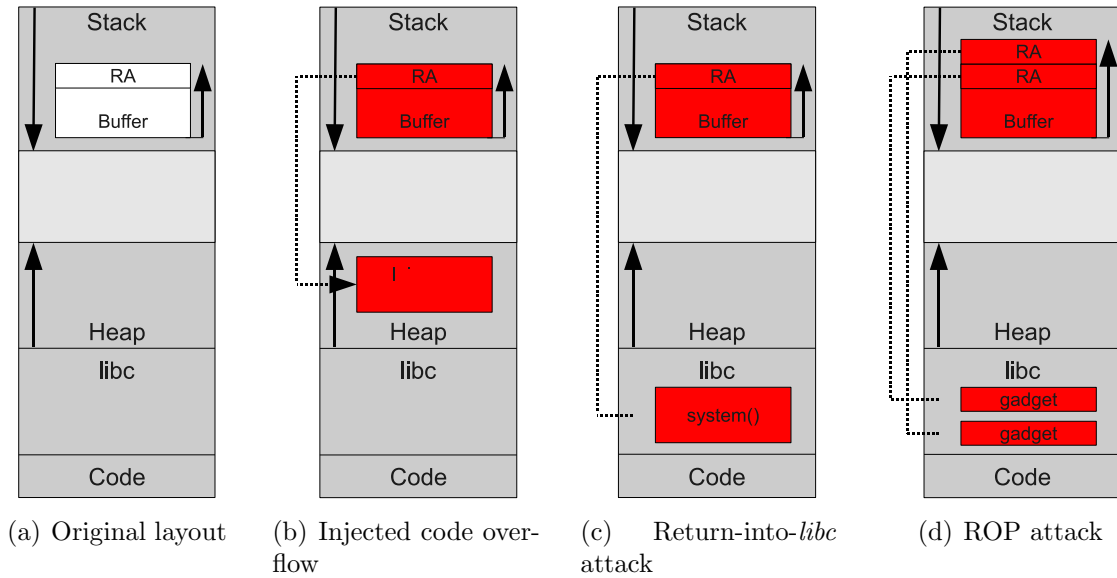 Stack
RA
Buffer
Heap
libc
Code
(a) Original layout
Stack
RA
Buffer
Heap
libc
Code
(b) Injected code over-
flow
Stack
RA
Buffer
Heap
libc
system()
Code
(c) Return-into-libc
attack
Stack
RA
RA
Buffer
Heap
libc
gadget
gadget
Code
(d) ROP attack